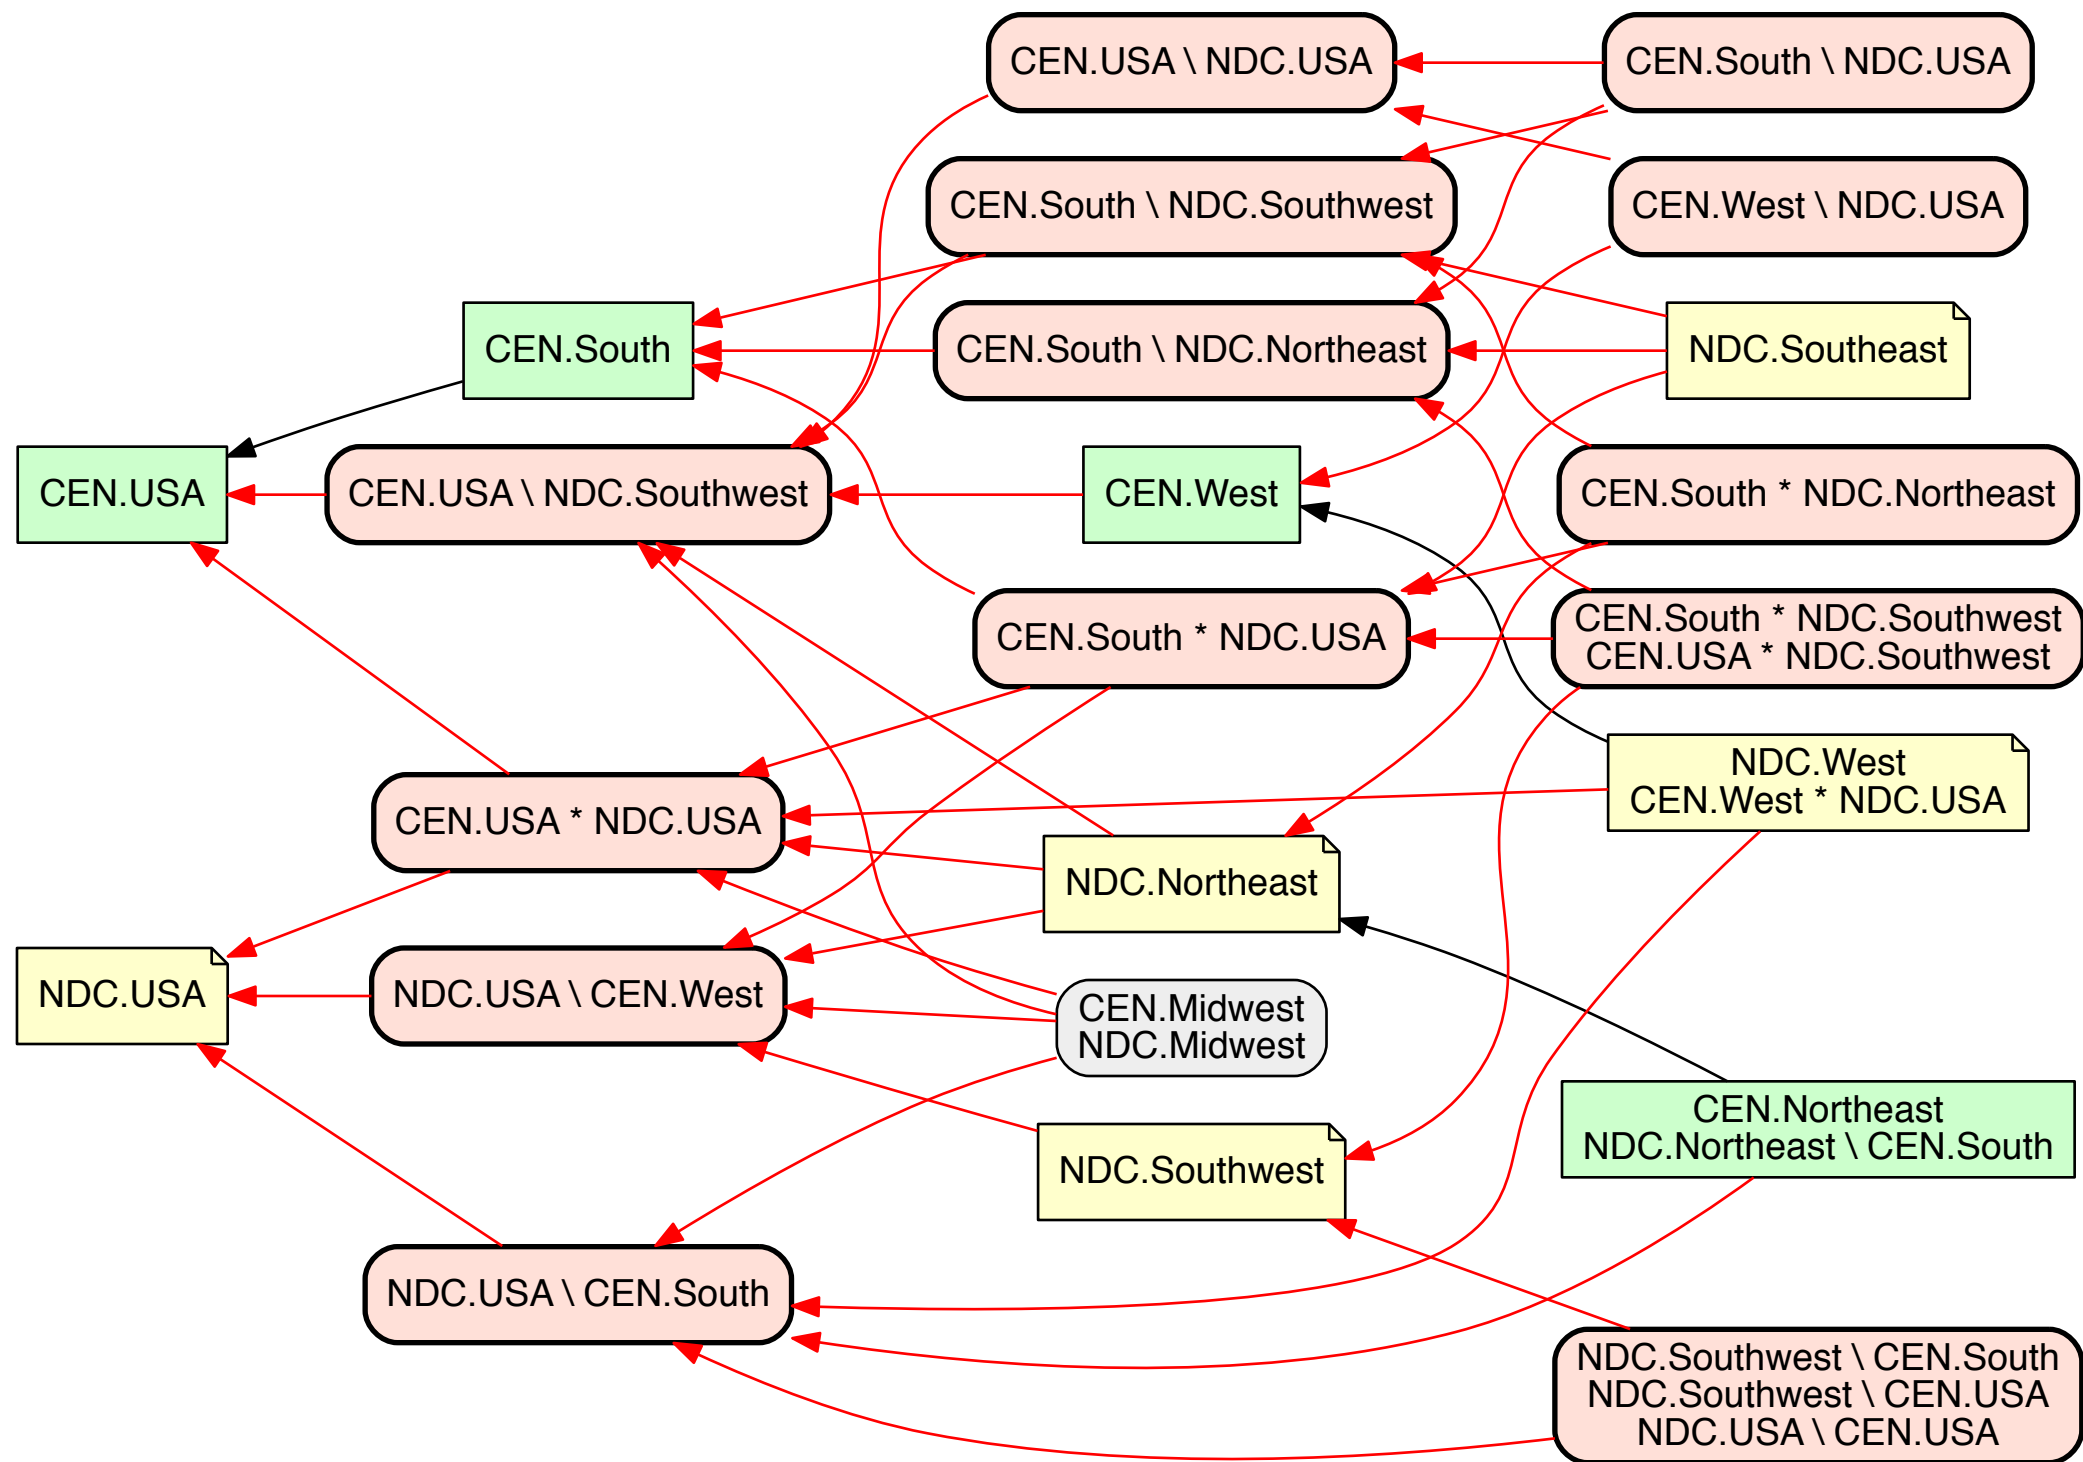 CEN.USA \ NDC.USA
CEN.South \ NDC.USA
CEN.South \ NDC.Southwest
CEN.West \ NDC.USA
CEN.South
CEN.South \ NDC.Northeast
NDC.Southeast
CEN.USA
CEN.USA \ NDC.Southwest
CEN.West
CEN.South * NDC.Northeast
CEN.South * NDC.USA
CEN.South * NDC.Southwest
CEN.USA * NDC.Southwest
NDC.West
CEN.West * NDC.USA
CEN.USA * NDC.USA
NDC.Northeast
NDC.USA
NDC.USA \ CEN.West
CEN.Midwest
NDC.Midwest
CEN.Northeast
NDC.Northeast \ CEN.South
NDC.Southwest
NDC.USA \ CEN.South
NDC.Southwest \ CEN.South
NDC.Southwest \ CEN.USA
NDC.USA \ CEN.USA